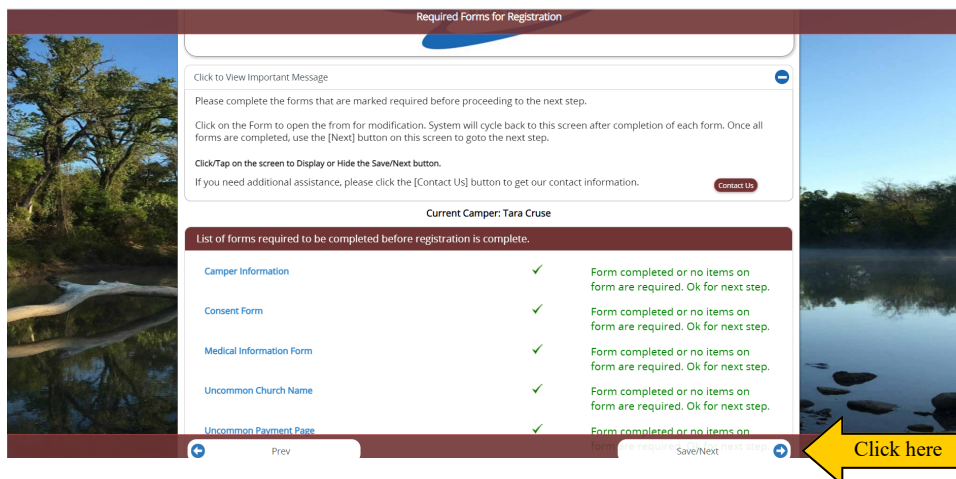 Required Forms for Registration
Click to View Important Message
Please complete the forms that are marked required before proceeding to the next step.
Click on the Form to open the from for modification. System will cycle back to this screen after completion of each form. Once all
forms are completed, use the [Next] button on this screen to goto the next step.
Click/Tap on the screen to Display or Hide the Save/Next button.
If you need additional assistance, please click the [Contact Us] button to get our contact information.
Contact Us
Current Camper: Tara Cruse
List of forms required to be completed before registration is complete.
Camper Information
Form completed or no items on
form are required. Ok for next step.
Consent Form
Form completed or no items on
form are required. Ok for next step.
Medical Information Form
Form completed or no items on
form are required. Ok for next step.
Uncommon Church Name
Form completed or no items on
form are required. Ok for next step.
Uncommon Payment Page
Form completed or no items on
form are required. Ok for next step.
Prev
Save/Next
Click here